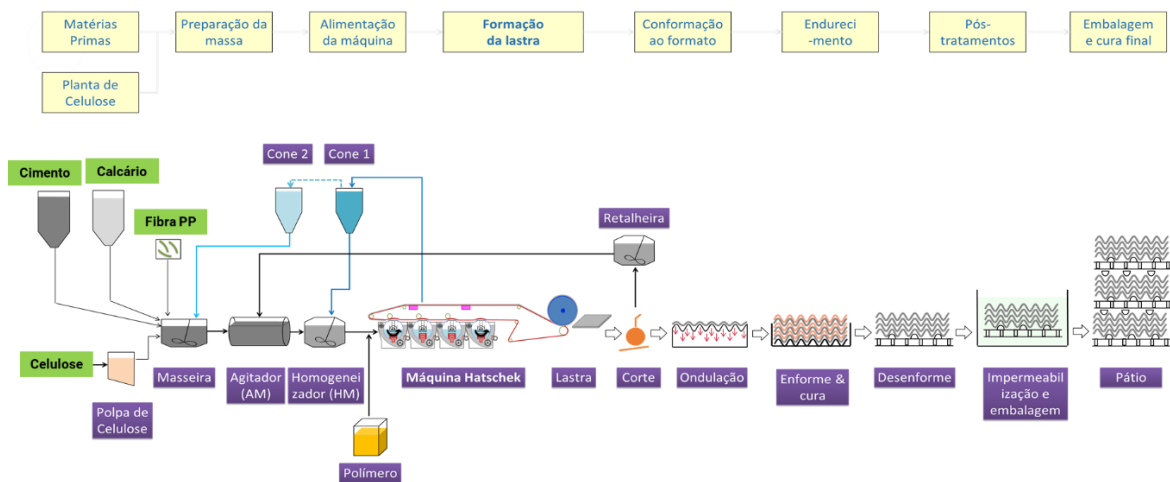 Matérias
Primas
Preparação da
massa
Alimentação
da máquina
Formação
da lastra
Conformação
ao formato
Endureci
-mento
Pós-
tratamentos
Embalagem
e cura final
Planta de
Celulose
Cone 2
Cone 1
Cimento
Calcário
Fibra PP
Retalheira
Celulose
Masseira
Agitador
(AM)
Homogenei
zador (HM)
Máquina Hatschek
Lastra
Corte
Ondulação
Enforme &
cura
Desenforme
Impermeabil
ização e
embalagem
Pátio
Polpa de
Celulose
Polímero